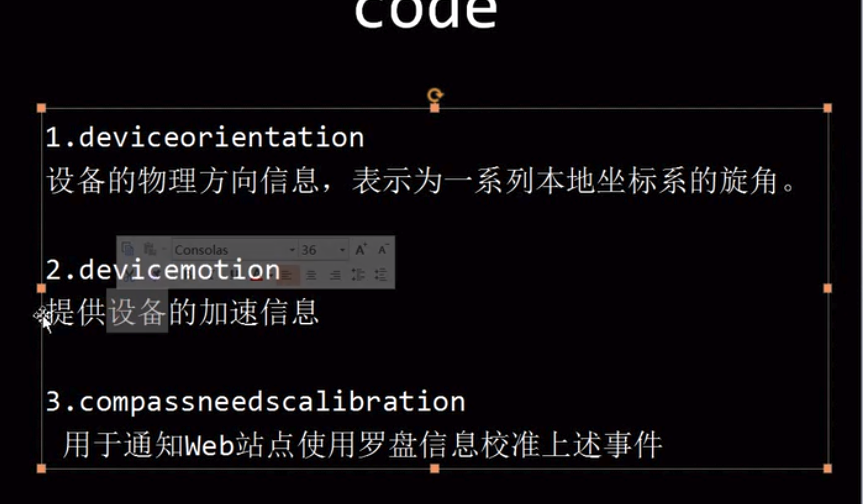 code
1.deviceorientation
设备的物理方向信息，表示为一系列本地坐标系的旋角。
Consolas 36
2.devicemotion
提供设备的加速信息
3.compassneedscalibration
用于通知Web站点使用罗盘信息校准上述事件